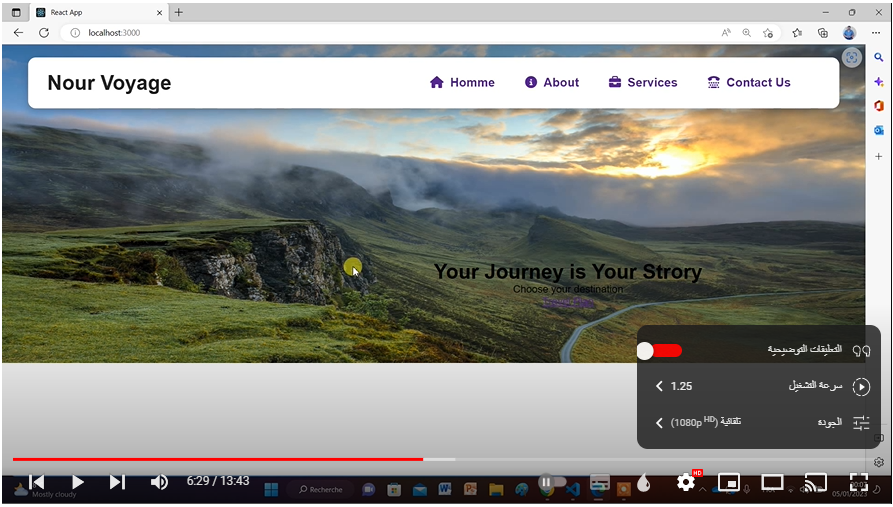 React App
localhost:3000
Nour Voyage
Homme
About
Services
Contact Us
Your Journey is Your Strory
Choose your destination
التعليقات التوضيحية
سرعة التشغيل
1.25
الجودة
تلقائية (1080p HD)
6:29 / 13:43
HD
Mostly cloudy
Recherche
05/01/2023